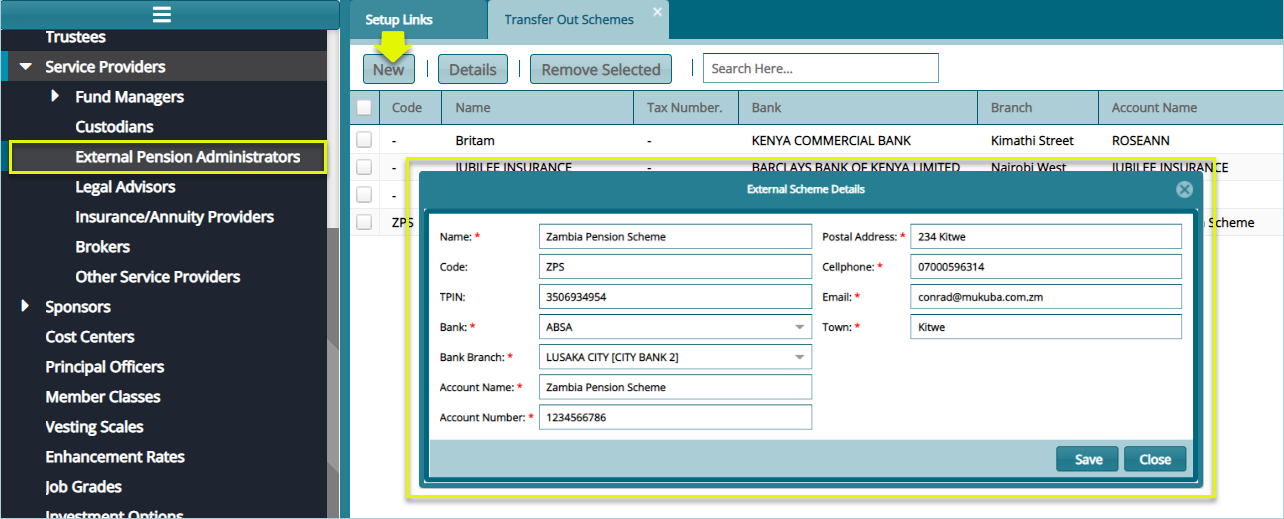 Trustees
Service Providers
Fund Managers
Custodians
External Pension Administrators
Legal Advisors
Insurance/Annuity Providers
Brokers
Other Service Providers
Sponsors
Cost Centers
Principal Officers
Member Classes
Vesting Scales
Enhancement Rates
Job Grades
Investment Options
Setup Links
Transfer Out Schemes
New | Details | Remove Selected | Search Here...
Code Name Tax Number. Bank Branch Account Name
- Britam - KENYA COMMERCIAL BANK Kimathi Street ROSEANN
JUBILEE INSURANCE - BARCLAYS BANK OF KENYA LIMITED Nairobi West JUBILEE INSURANCE
-
ZPS Scheme
External Scheme Details
Name: * Zambia Pension Scheme
Code: ZPS
TPIN: 3506934954
Bank: * ABSA
Bank Branch: * LUSAKA CITY [CITY BANK 2]
Account Name: * Zambia Pension Scheme
Account Number: * 1234566786
Postal Address: * 234 Kitwe
Cellphone: * 07000596314
Email: * conrad@mukuba.com.zm
Town: * Kitwe
Save Close